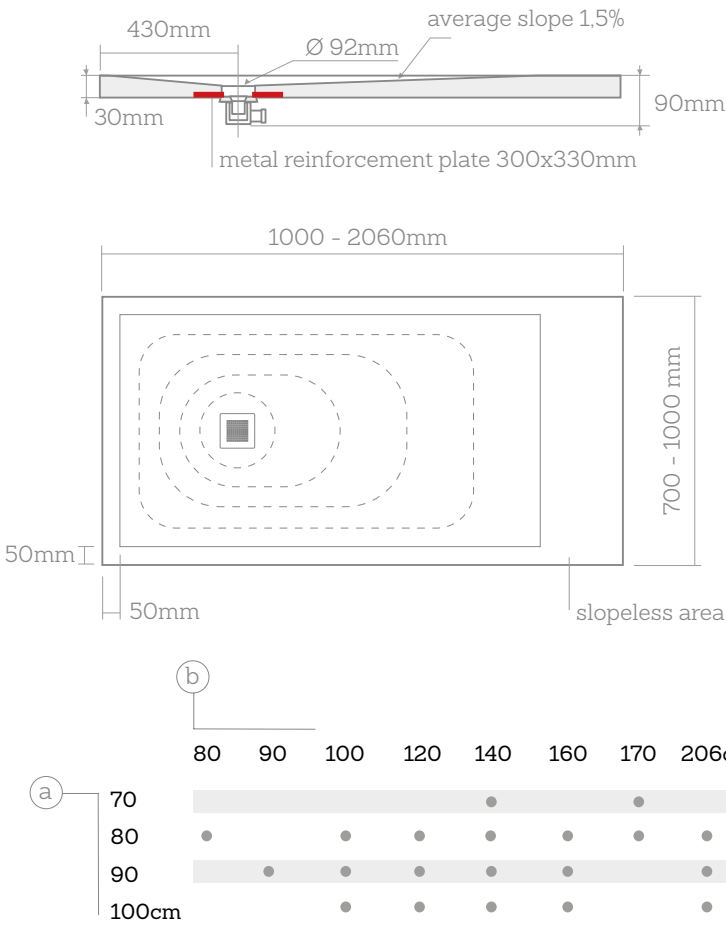 430mm
average slope 1,5%
Ø 92mm
30mm
90mm
metal reinforcement plate 300x330mm
1000 - 2060mm
700 - 1000 mm
50mm
50mm
slopeless area
b
80 90 100 120 140 160 170
a
70
80
90
100cm